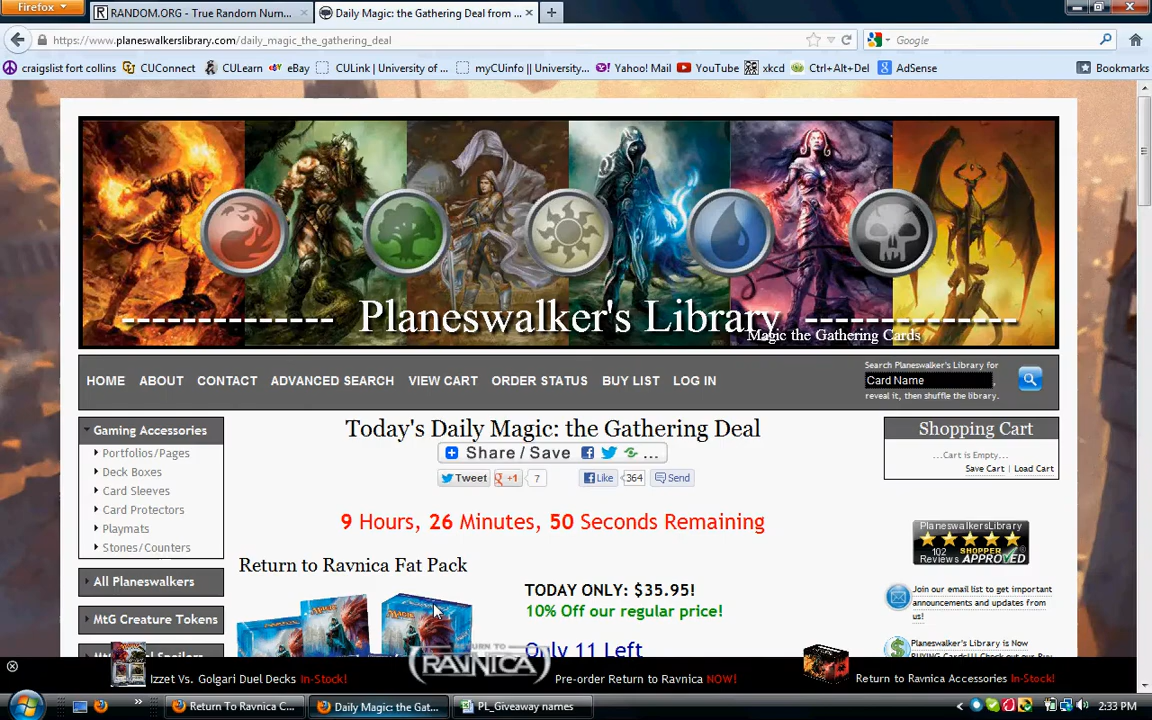 Firefox
RANDOM.ORG - True Random Num...
Daily Magic: the Gathering Deal from ...
https://www.planeswalkerslibrary.com/daily_magic_the_gathering_deal
Google
craigslist fort collins
CUConnect
CULearn
eBay
CULink | University of ...
myCUinfo || University...
Yahoo! Mail
YouTube
xkcd
Ctrl+Alt+Del
AdSense
Bookmarks
Planeswalker's Library
Magic the Gathering Cards
HOME
ABOUT
CONTACT
ADVANCED SEARCH
VIEW CART
ORDER STATUS
BUY LIST
LOG IN
Search Planeswalker's Library for
Card Name
reveal it, then shuffle the library.
Gaming Accessories
Portfolios/Pages
Deck Boxes
Card Sleeves
Card Protectors
Playmats
Stones/Counters
All Planeswalkers
MtG Creature Tokens
Today's Daily Magic: the Gathering Deal
Share / Save ...
Tweet
+1
7
Like
364
Send
9 Hours, 26 Minutes, 50 Seconds Remaining
Return to Ravnica Fat Pack
TODAY ONLY: $35.95!
10% Off our regular price!
Only 11 Left
Shopping Cart
...Cart is Empty...
Save Cart | Load Cart
PlaneswalkersLibrary
102
Reviews
SHOPPER
APPROVED
Join our email list to get important
announcements and updates from
us!
Planeswalker's Library is Now
BUYING Cards!!! Check out our Buy
Izzet Vs. Golgari Duel Decks In-Stock!
RETURN TO
RAVNICA
Pre-order Return to Ravnica NOW!
Return to Ravnica Accessories In-Stock!
Return To Ravnica C...
Daily Magic: the Gat...
PL_Giveaway names
2:33 PM